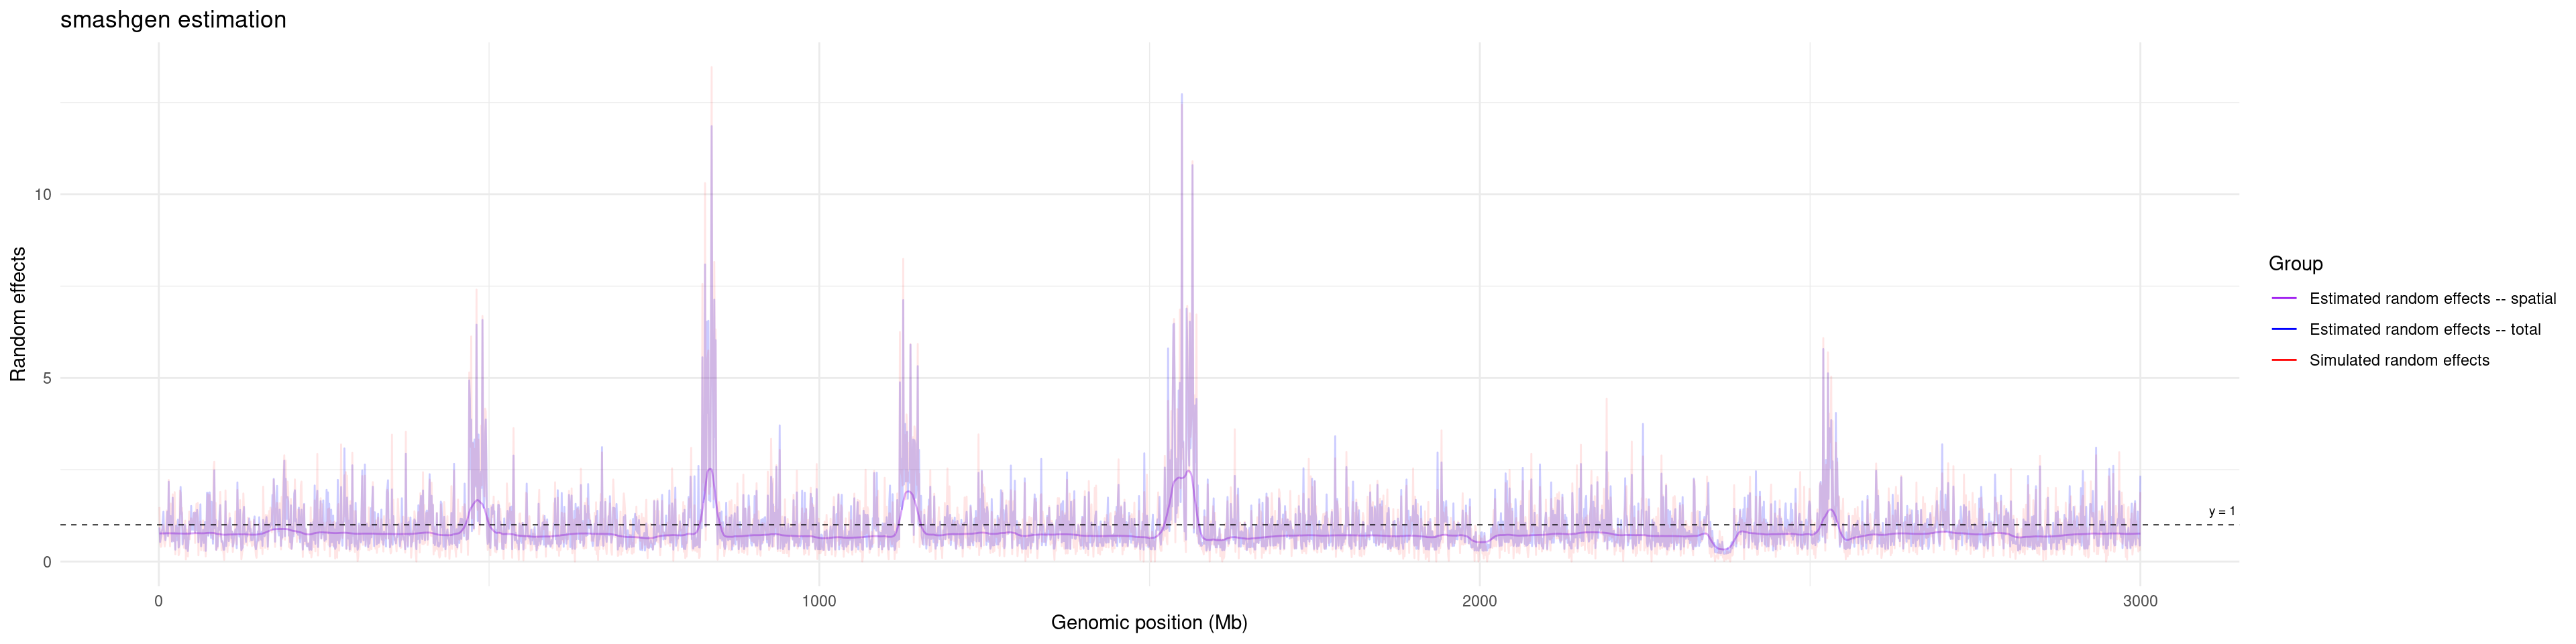 smashgen estimation
Random effects
10
5
0
y = 1
0
1000
2000
3000
Genomic position (Mb)
Group
Estimated random effects -- spatial
Estimated random effects -- total
Simulated random effects